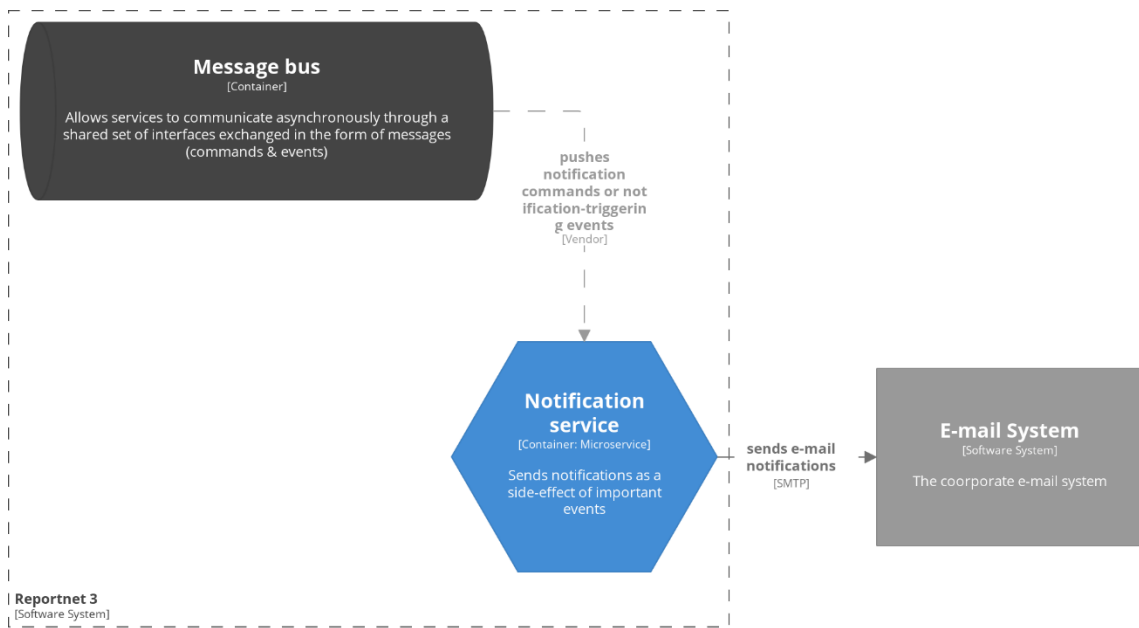 Message bus
[Container]
Allows services to communicate asynchronously through a
shared set of interfaces exchanged in the form of messages
(commands & events)
pushes
notification
commands or not
ification-triggerin
g events
[Vendor]
Notification
service
[Container: Microservice]
Sends notifications as a
side-effect of important
events
sends e-mail
notifications
[SMTP]
E-mail System
[Software System]
The coorporate e-mail system
Reportnet 3
[Software System]